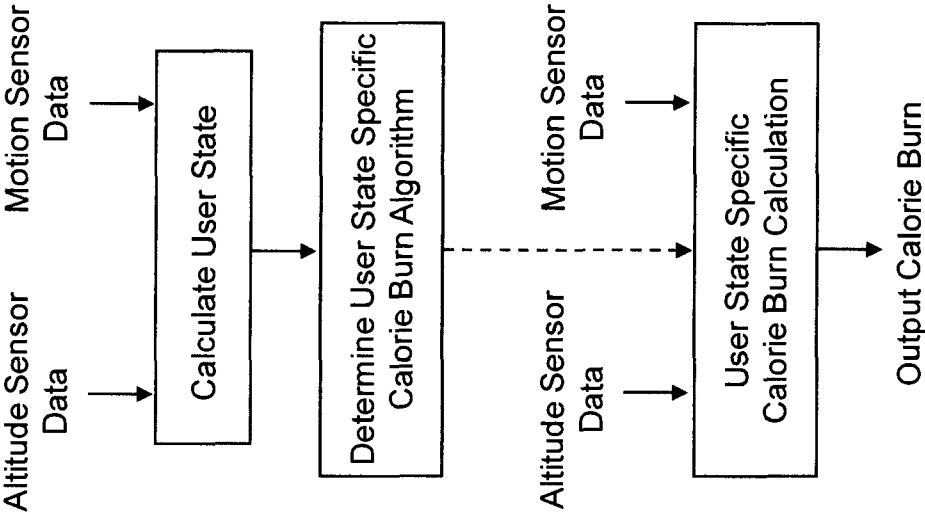 Altitude Sensor
Data
Motion Sensor
Data
Calculate User State
Determine User State Specific
Calorie Burn Algorithm
Altitude Sensor
Data
Motion Sensor
Data
User State Specific
Calorie Burn Calculation
Output Calorie Burn